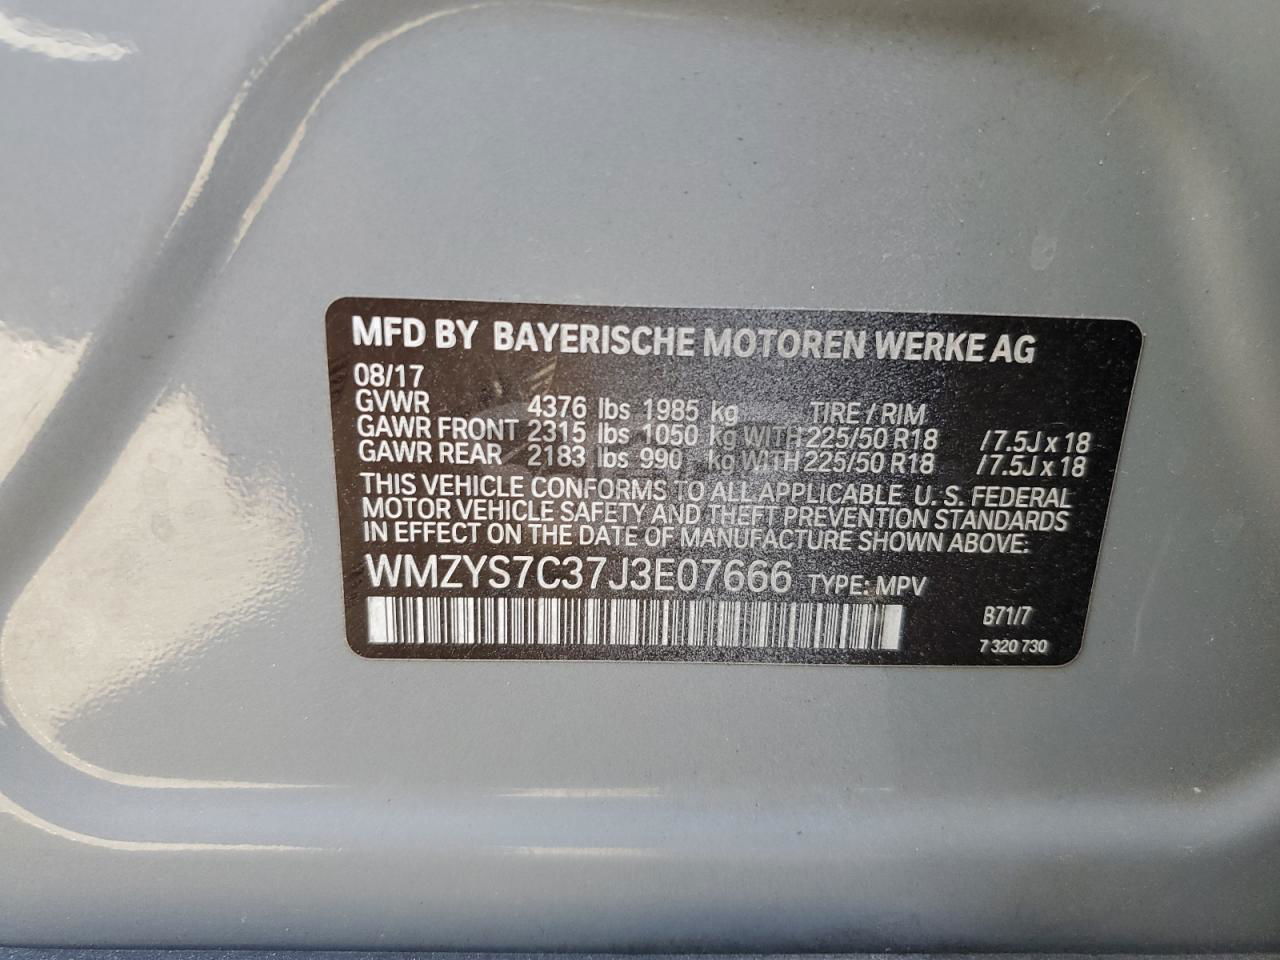 MFD BY BAYERISCHE MOTOREN WERKE AG
08/17
GVWR 4376 lbs 1985 kg TIRE / RIM
GAWR FRONT 2315 lbs 1050 kg WITH 225/50 R18 / 7.5J x 18
GAWR REAR 2183 lbs 990 kg WITH 225/50 R18 / 7.5J x 18
THIS VEHICLE CONFORMS TO ALL APPLICABLE U. S. FEDERAL
MOTOR VEHICLE SAFETY AND THEFT PREVENTION STANDARDS
IN EFFECT ON THE DATE OF MANUFACTURE SHOWN ABOVE:
WMZYS7C37J3E07666 TYPE: MPV
B71/7
7 320 730